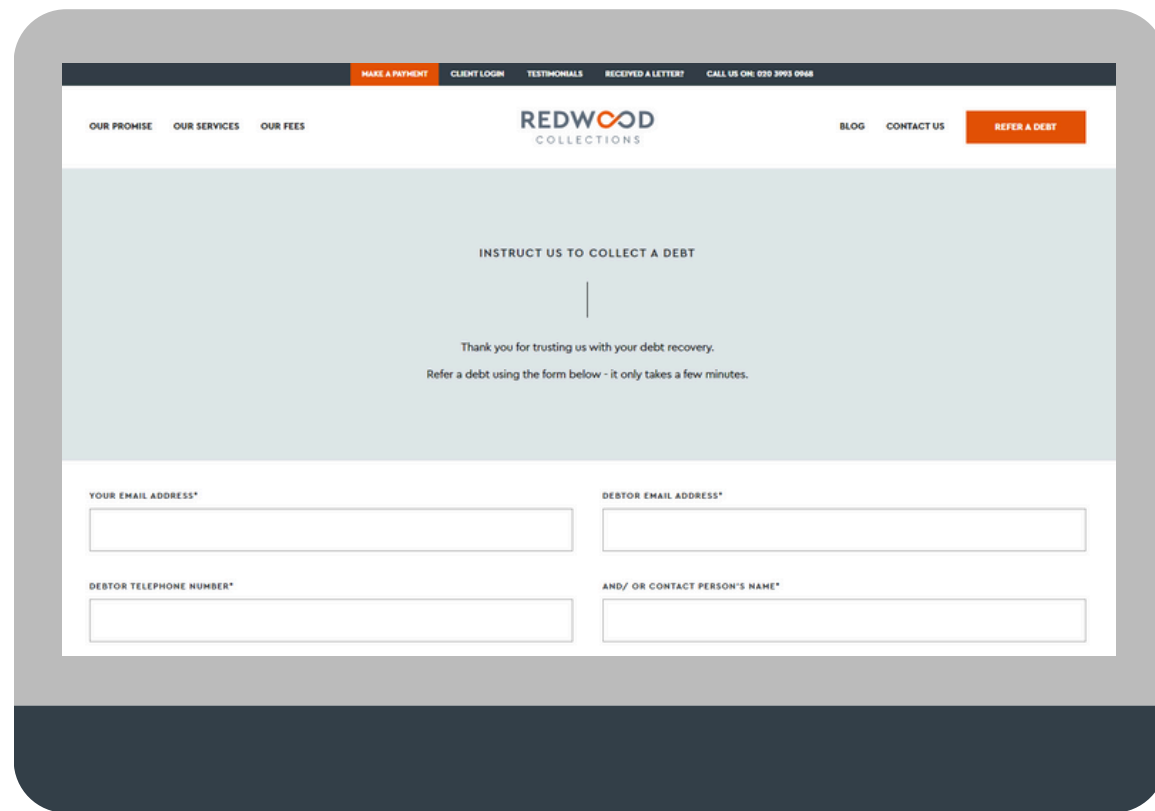 MAKE A PAYMENT CLIENT LOGIN TESTIMONIALS RECEIVED A LETTER? CALL US ON: 020 3993 0968
OUR PROMISE OUR SERVICES OUR FEES REDWOOD BLOG CONTACT US REFER A DEBT
COLLECTIONS
INSTRUCT US TO COLLECT A DEBT
Thank you for trusting us with your debt recovery.
Refer a debt using the form below - it only takes a few minutes.
YOUR EMAIL ADDRESS* DEBTOR EMAIL ADDRESS*
DEBTOR TELEPHONE NUMBER* AND/ OR CONTACT PERSON'S NAME*